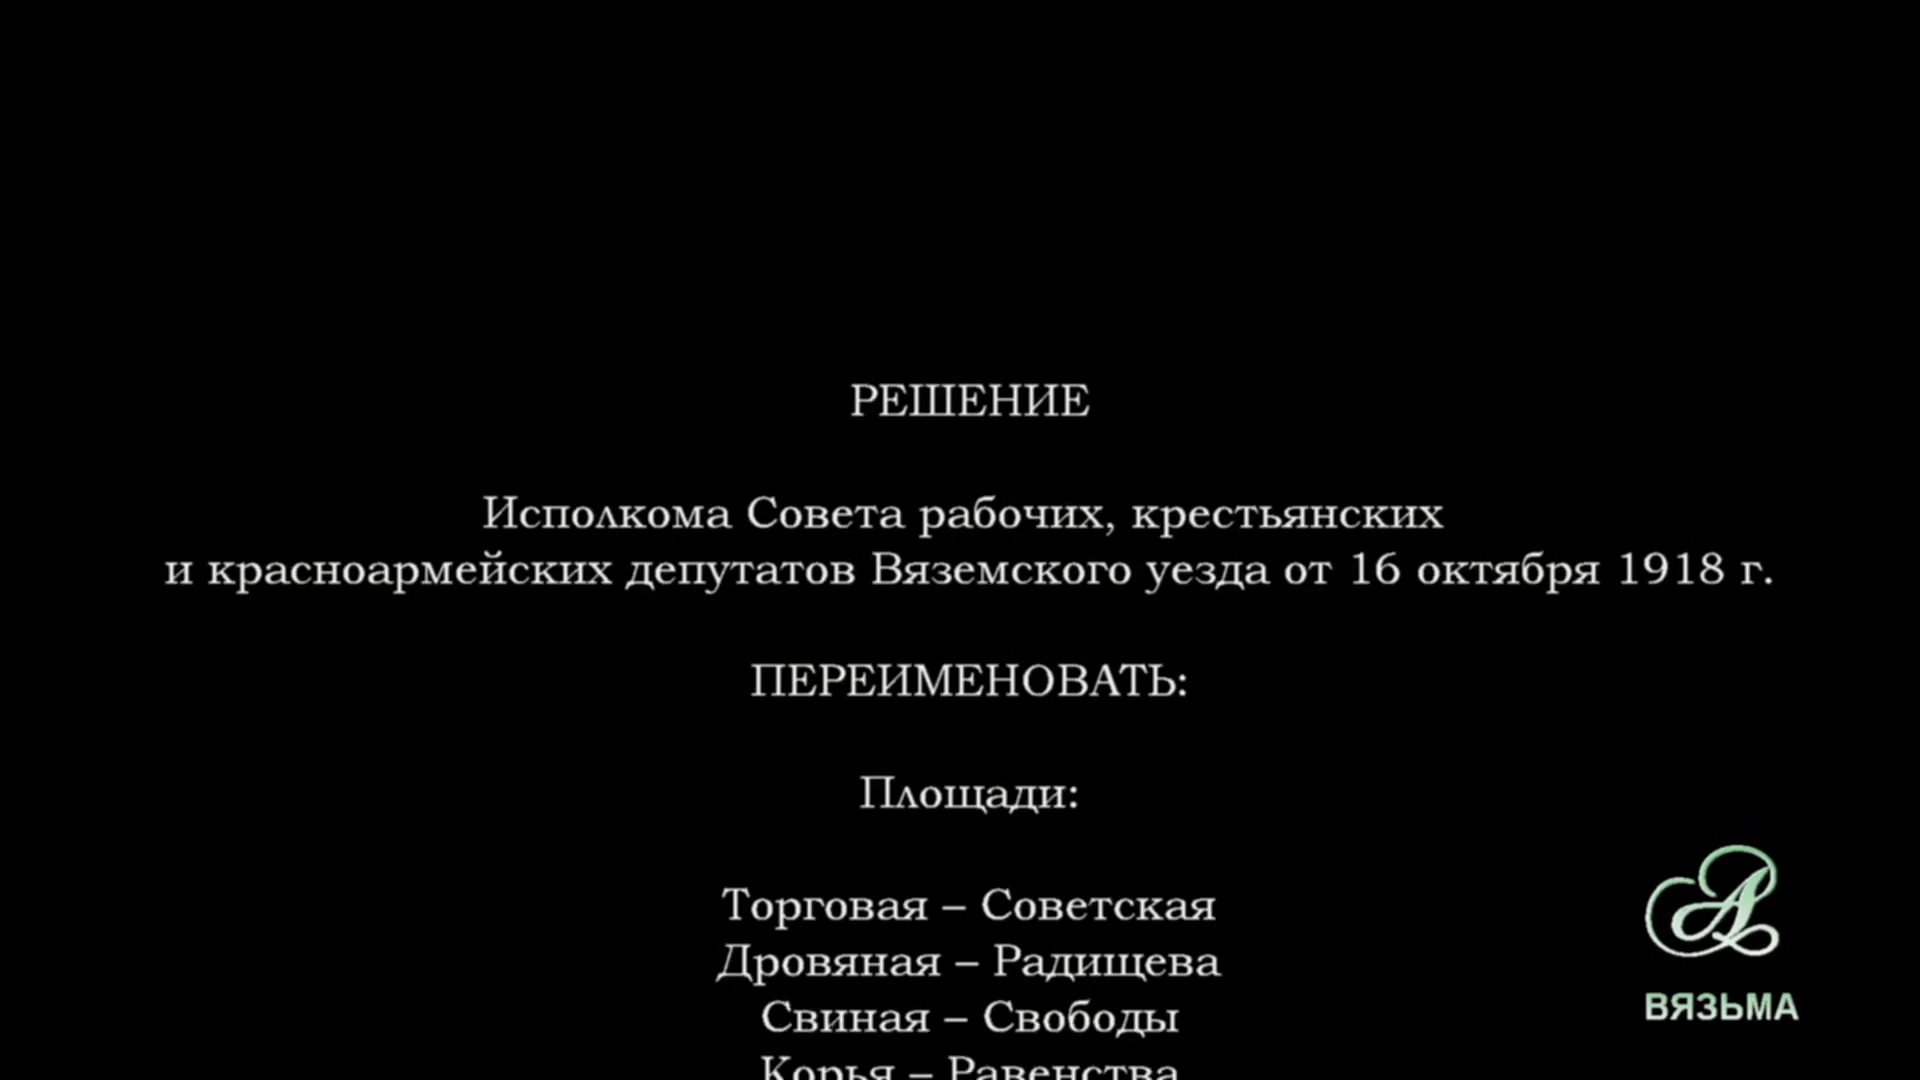 РЕШЕНИЕ
Исполкома Совета рабочих, крестьянских
и красноармейских депутатов Вяземского уезда от 16 октября 1918 г.
ПЕРЕИМЕНОВАТЬ:
Площади:
Торговая – Советская
Дровяная – Радищева
Свиная – Свободы
Корья – Равенства
А
ВЯЗЬМА